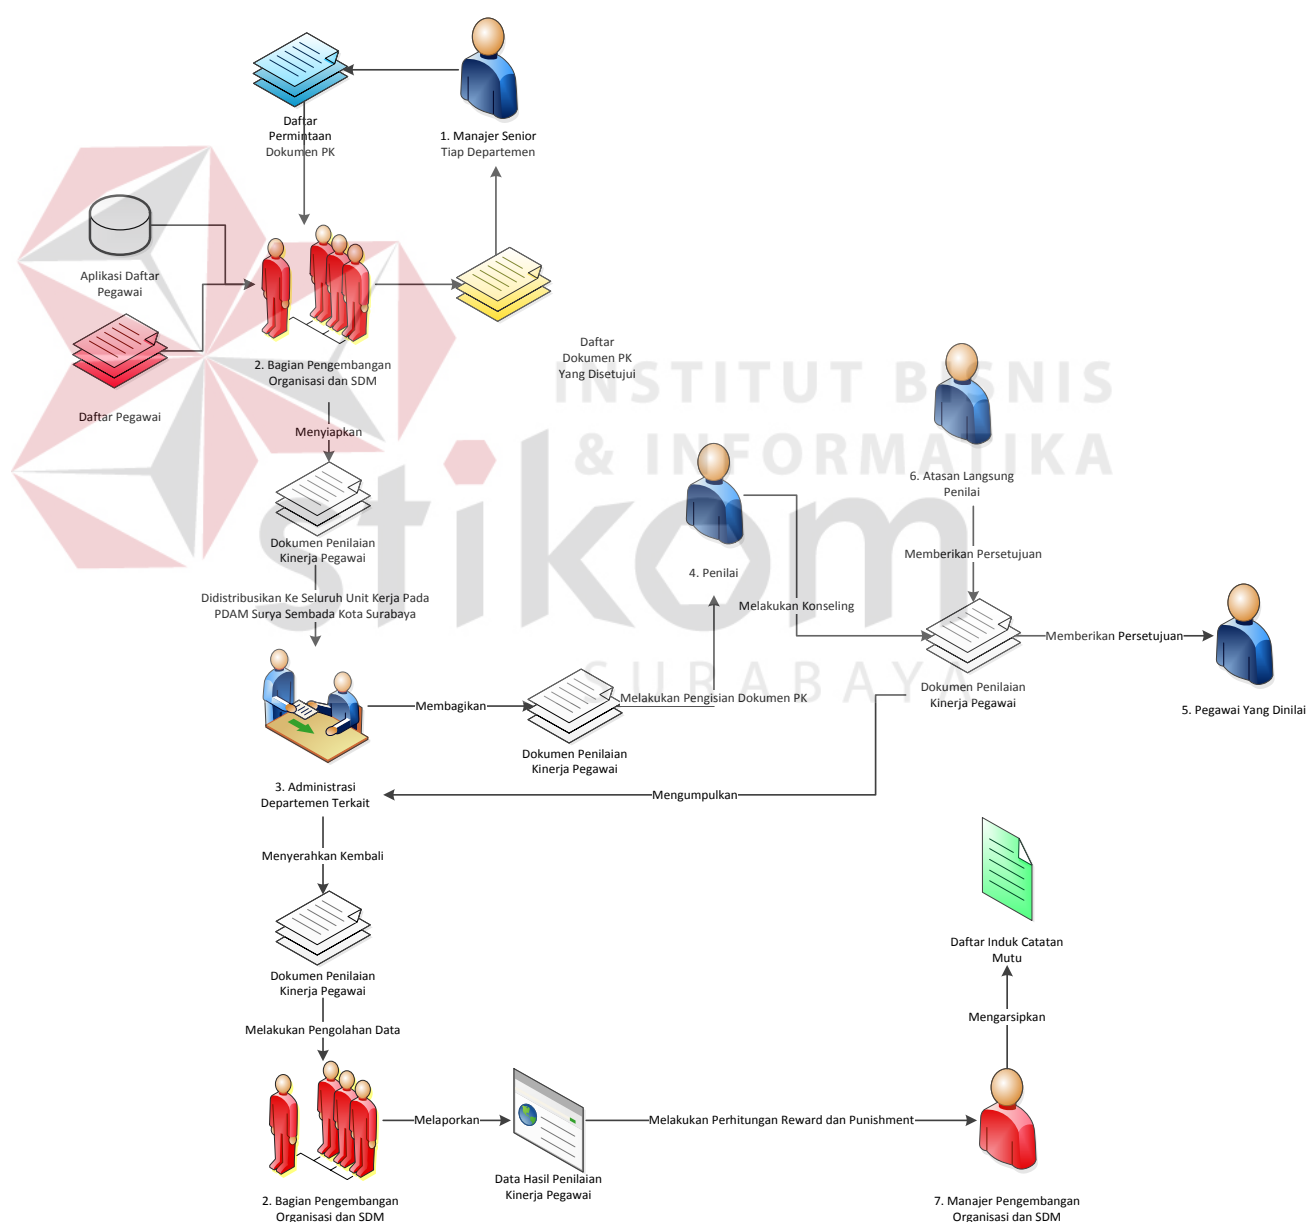 Daftar
Permintaan
Dokumen PK
1. Manajer Senior
Tiap Departemen
Aplikasi Daftar
Pegawai
Daftar Pegawai
2. Bagian Pengembangan
Organisasi dan SDM
Daftar
Dokumen PK
Yang Disetujui
INSTITUT BISNIS
& INFORMATIKA
stikom
SURABAYA
Menyiapkan
Dokumen Penilaian
Kinerja Pegawai
Didistribusikan Ke Seluruh Unit Kerja Pada
PDAM Surya Sembada Kota Surabaya
4. Penilai
6. Atasan Langsung
Penilai
Memberikan Persetujuan
Melakukan Konseling
Memberikan Persetujuan
Dokumen Penilaian
Kinerja Pegawai
5. Pegawai Yang Dinilai
Membagikan
Melakukan Pengisian Dokumen PK
Dokumen Penilaian
Kinerja Pegawai
3. Administrasi
Departemen Terkait
Mengumpulkan
Menyerahkan Kembali
Dokumen Penilaian
Kinerja Pegawai
Daftar Induk Catatan
Mutu
Mengarsipkan
Melakukan Pengolahan Data
Melaporkan
Melakukan Perhitungan Reward dan Punishment
Data Hasil Penilaian
Kinerja Pegawai
2. Bagian Pengembangan
Organisasi dan SDM
7. Manajer Pengembangan
Organisasi dan SDM